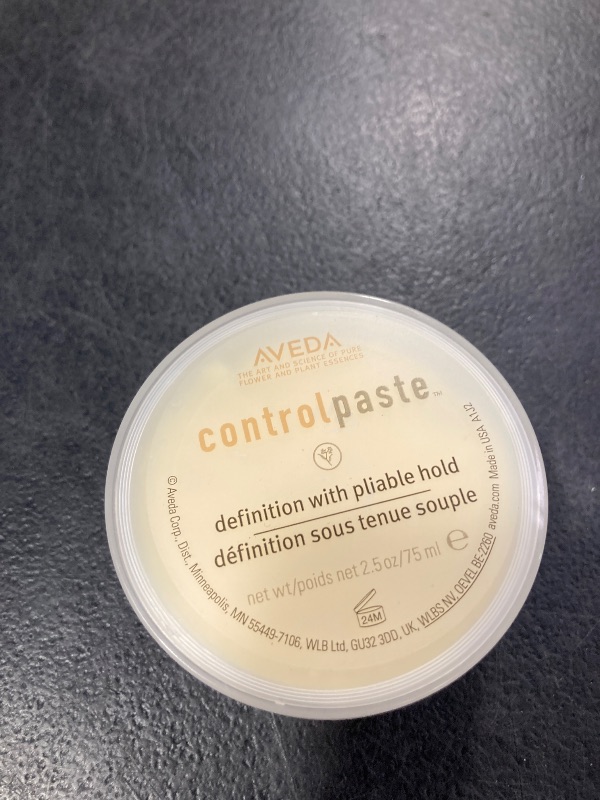 AVEDA
THE ART AND SCIENCE OF PURE
FLOWER AND PLANT ESSENCES
controlpaste™
definition with pliable hold
définition sous tenue souple
net wt/poids net 2.5 oz/75 ml ℮
24M
© Aveda Corp., Dist., Minneapolis, MN 55449-7106, WLB Ltd, GU32 3DD, UK, WLBS NV, OEVEL BE-2260 aveda.com Made in USA A1J2